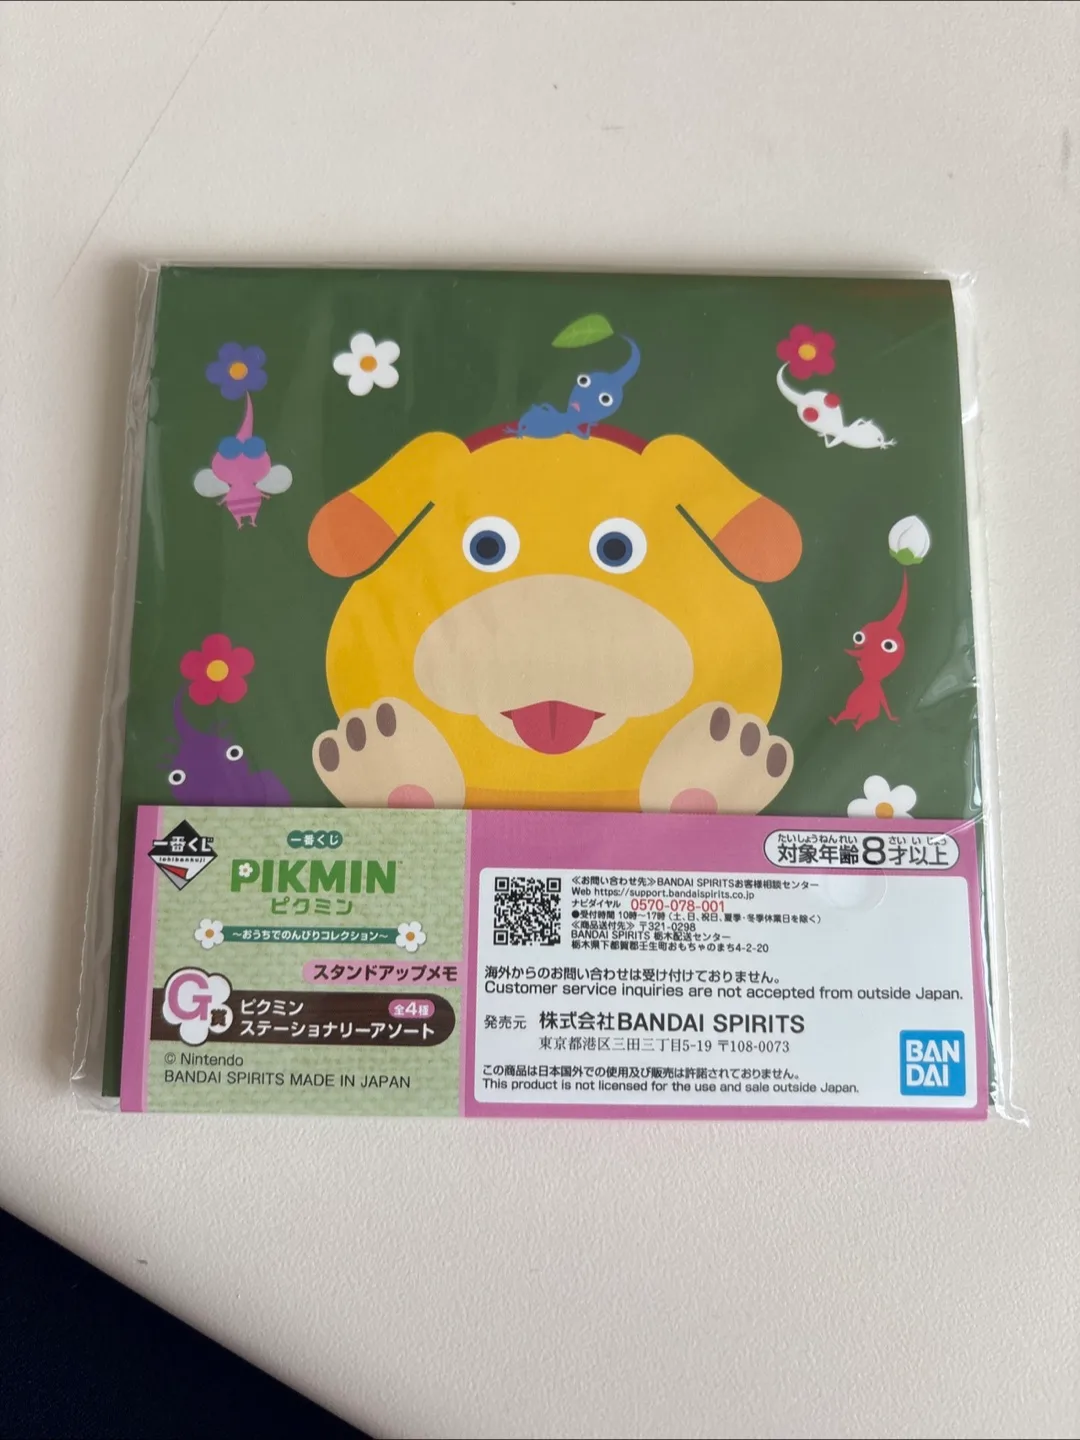 一番くじ
ichibankuji
一番くじ
PIKMIN
ピクミン
～おうちでのんびりコレクション～
スタンドアップメモ
G賞
ピクミン
ステーショナリーアソート
全4種
© Nintendo
BANDAI SPIRITS MADE IN JAPAN
たいしょうねんれい さい いじょう
対象年齢8才以上
≪お問い合わせ先≫BANDAI SPIRITSお客様相談センター
Web https://support.bandaispirits.co.jp
ナビダイヤル 0570-078-001
●受付時間 10時～17時（土、日、祝日、夏季・冬季休業日を除く）
≪商品送付先≫ 〒321-0298
BANDAI SPIRITS 栃木配送センター
栃木県下都賀郡壬生町おもちゃのまち4-2-20
海外からのお問い合わせは受け付けておりません。
Customer service inquiries are not accepted from outside Japan.
発売元 株式会社BANDAI SPIRITS
東京都港区三田三丁目5-19 〒108-0073
この商品は日本国外での使用及び販売は許諾されておりません。
This product is not licensed for the use and sale outside Japan.
BAN
DAI